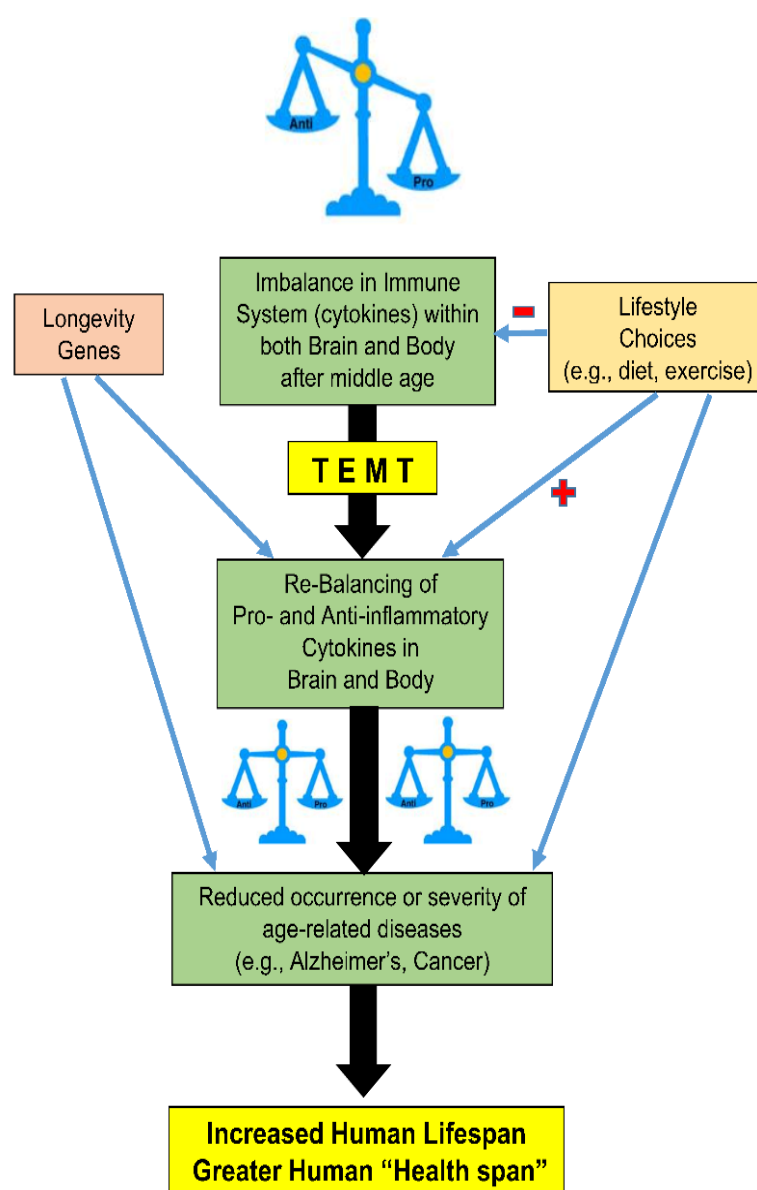 Anti
Pro
Imbalance in Immune
System (cytokines) within
both Brain and Body
after middle age
Longevity
Genes
Lifestyle
Choices
(e.g., diet, exercise)
T E M T
Re-Balancing of
Pro- and Anti-inflammatory
Cytokines in
Brain and Body
Anti Pro
Anti Pro
Reduced occurrence or severity of
age-related diseases
(e.g., Alzheimer's, Cancer)
Increased Human Lifespan
Greater Human “Health span”